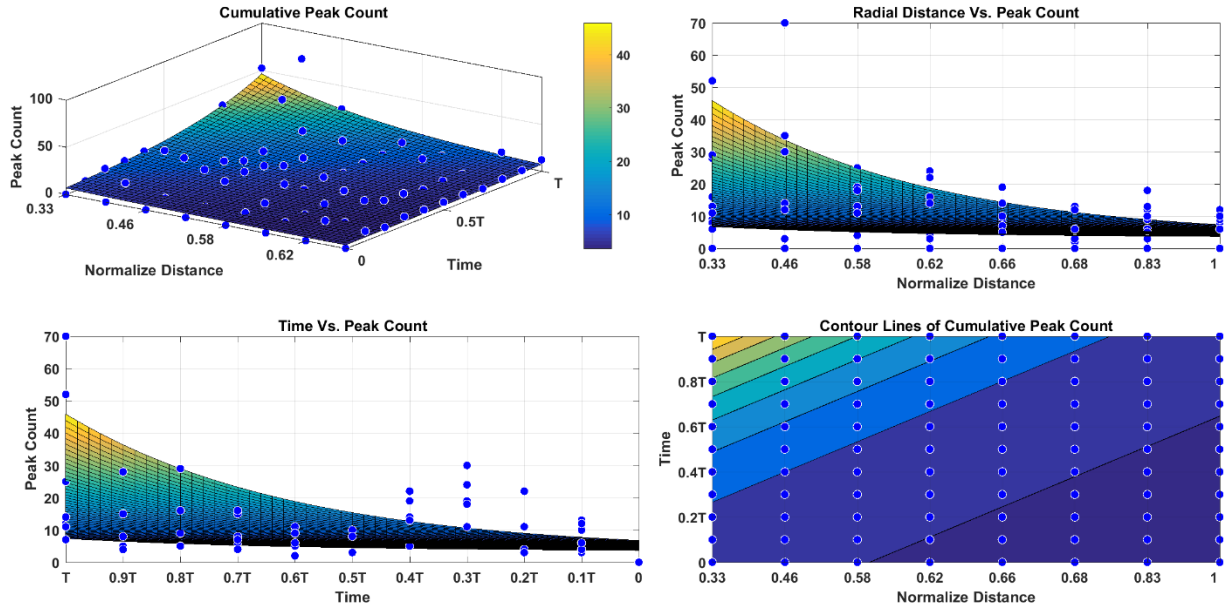 Cumulative Peak Count
Peak Count
100
50
0
0.33
0.46
0.58
0.62
Normalize Distance
0
0.5T
T
Time
40
30
20
10
Radial Distance Vs. Peak Count
Peak Count
70
60
50
40
30
20
10
0
0.33 0.46 0.58 0.62 0.66 0.68 0.83 1
Normalize Distance
Time Vs. Peak Count
Peak Count
70
60
50
40
30
20
10
0
T 0.9T 0.8T 0.7T 0.6T 0.5T 0.4T 0.3T 0.2T 0.1T 0
Time
Contour Lines of Cumulative Peak Count
Time
T
0.8T
0.6T
0.4T
0.2T
0
0.33 0.46 0.58 0.62 0.66 0.68 0.83 1
Normalize Distance